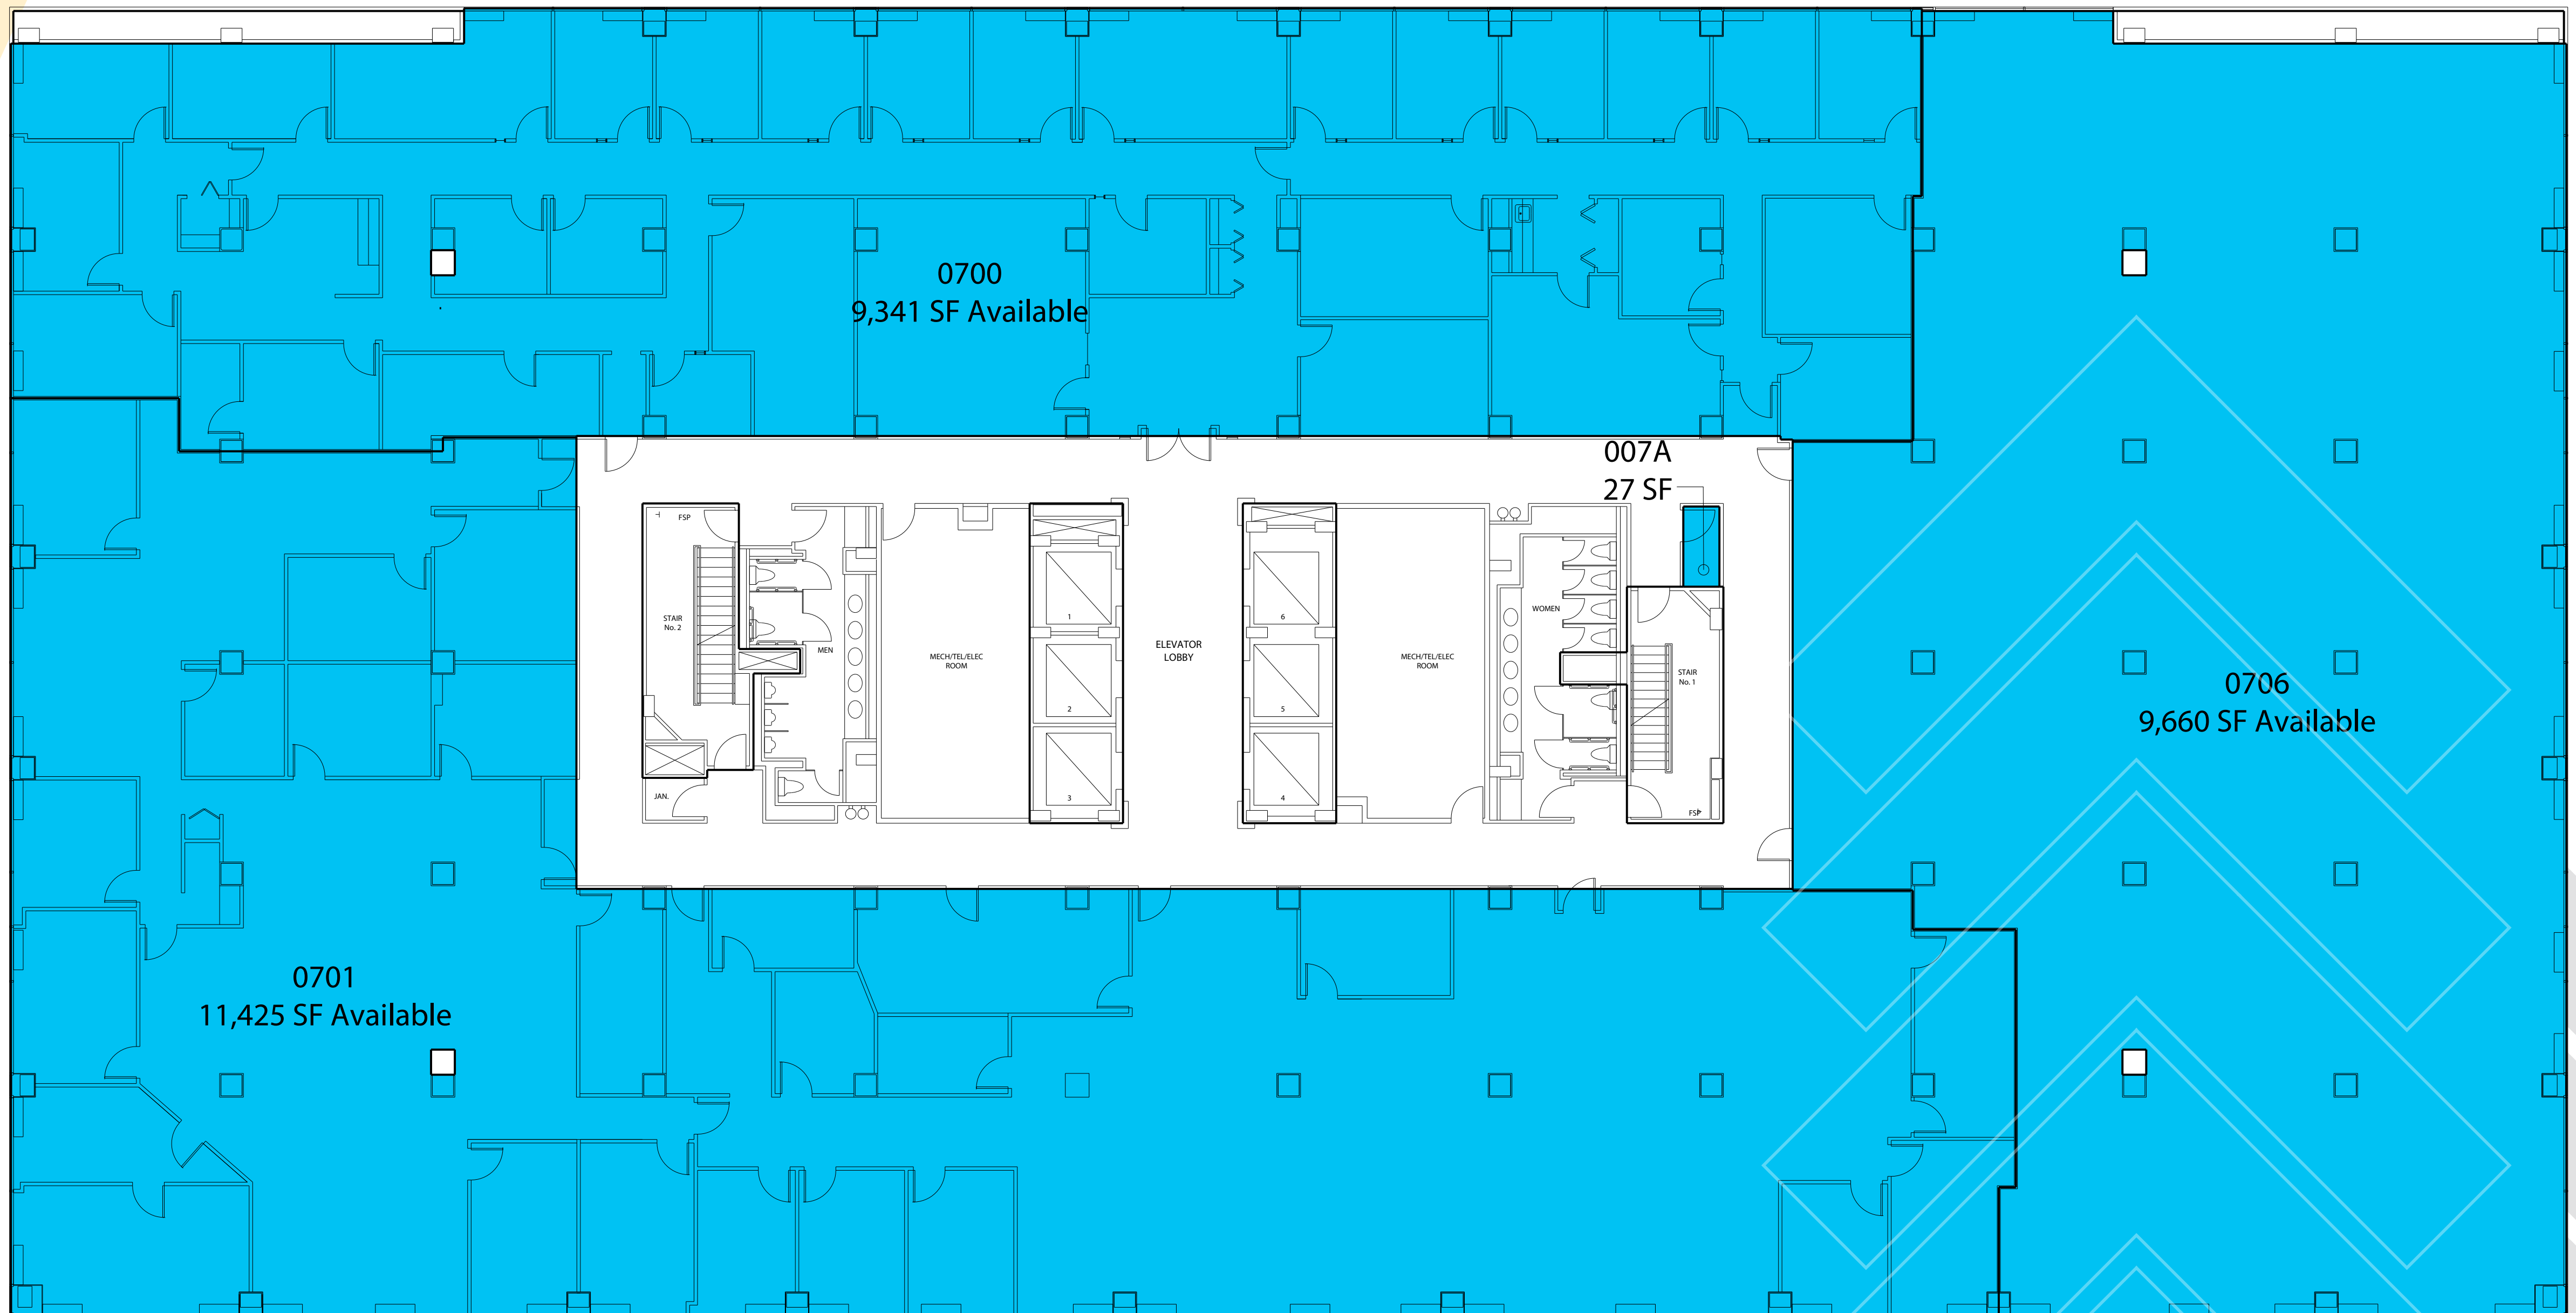 0700
9,341 SF Available
007A
27 SF
FSP
STAIR
No. 2
MEN
JAN.
MECH/TEL/ELEC
ROOM
1
2
3
ELEVATOR
LOBBY
6
5
4
MECH/TEL/ELEC
ROOM
WOMEN
STAIR
No. 1
FSP
0706
9,660 SF Available
0701
11,425 SF Available